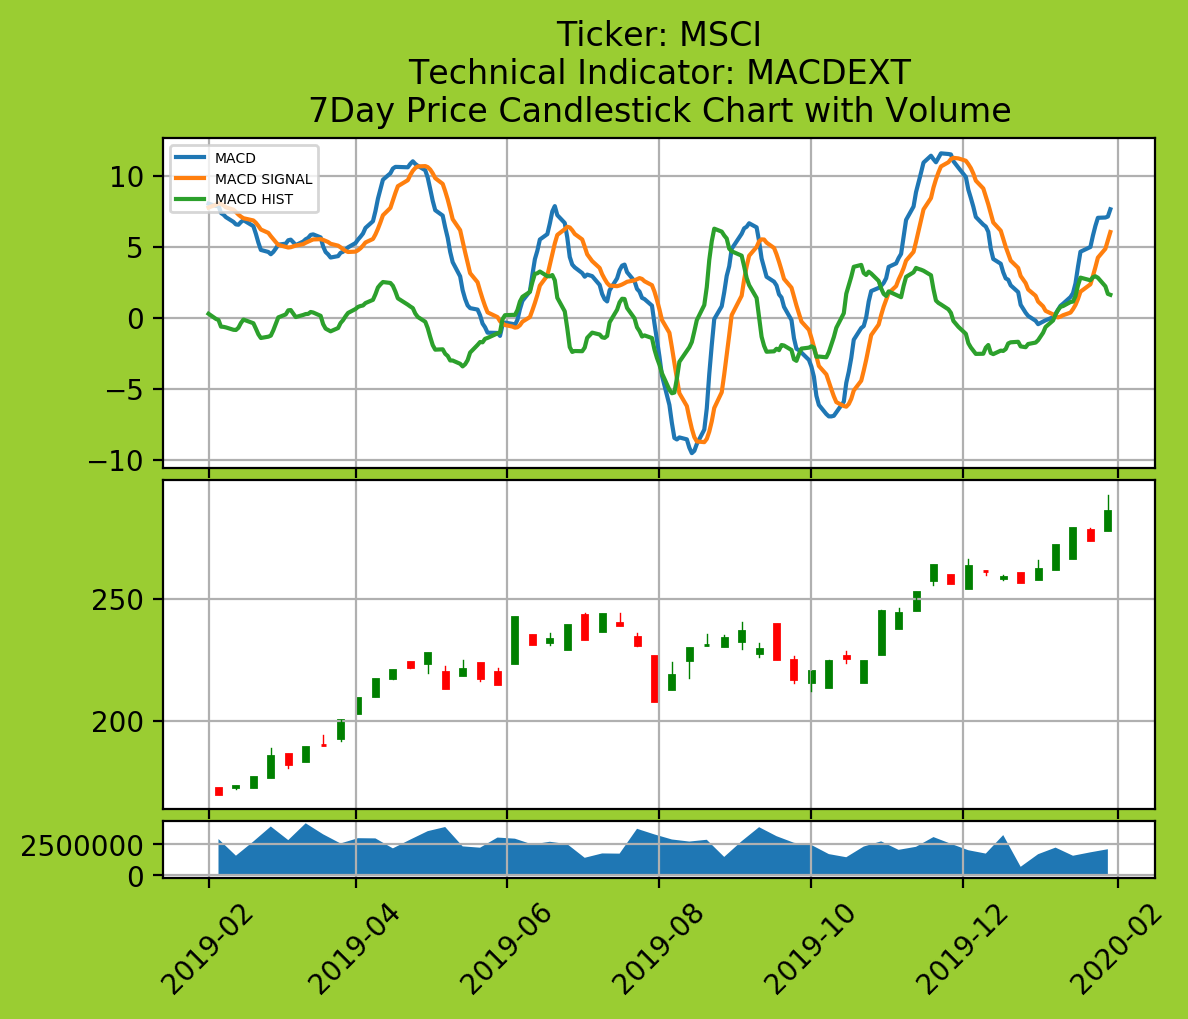 Ticker: MSCI
Technical Indicator: MACDEXT
7Day Price Candlestick Chart with Volume
MACD
MACD SIGNAL
MACD HIST
10
5
0
−5
−10
250
200
2500000
0
2019-02
2019-04
2019-06
2019-08
2019-10
2019-12
2020-02